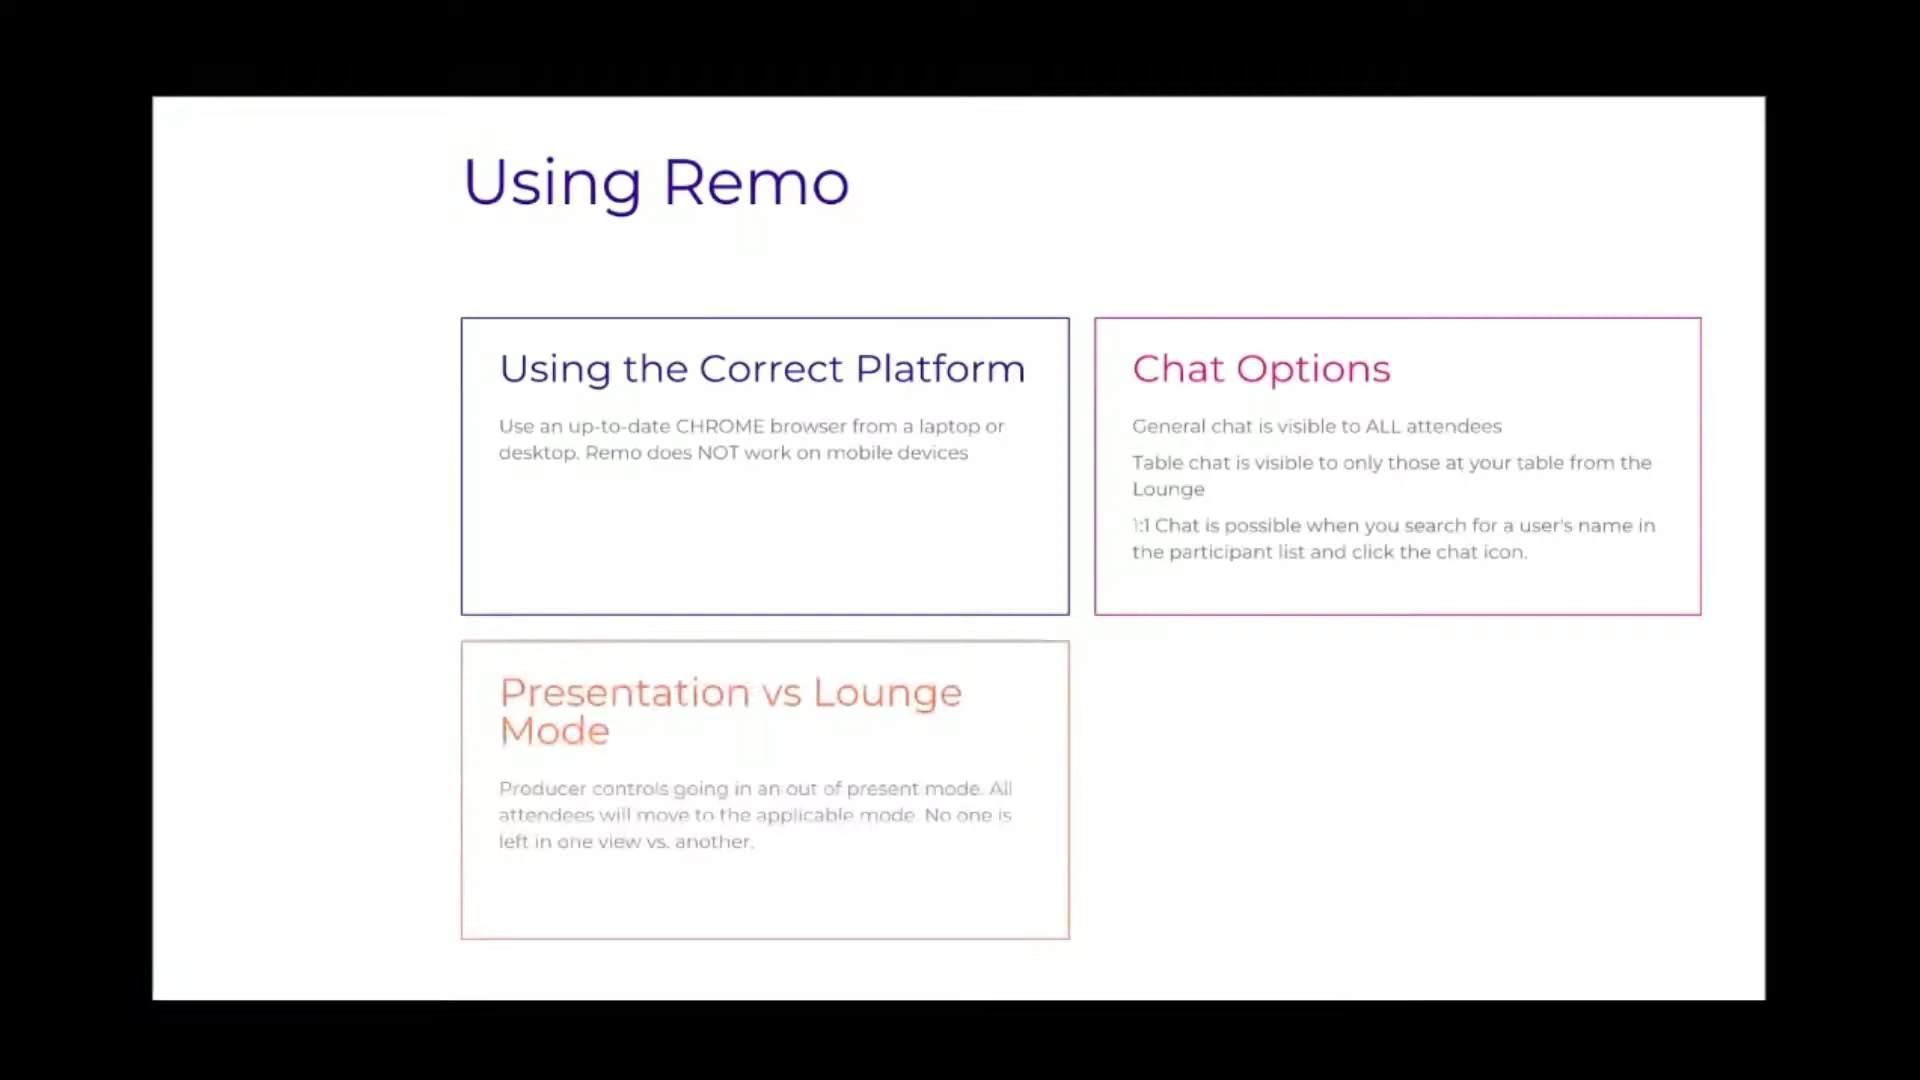 Using Remo
Using the Correct Platform
Use an up-to-date CHROME browser from a laptop or
desktop. Remo does NOT work on mobile devices
Chat Options
General chat is visible to ALL attendees
Table chat is visible to only those at your table from the
Lounge
1:1 Chat is possible when you search for a user's name in
the participant list and click the chat icon.
Presentation vs Lounge
Mode
Producer controls going in an out of present mode. All
attendees will move to the applicable mode. No one is
left in one view vs. another.